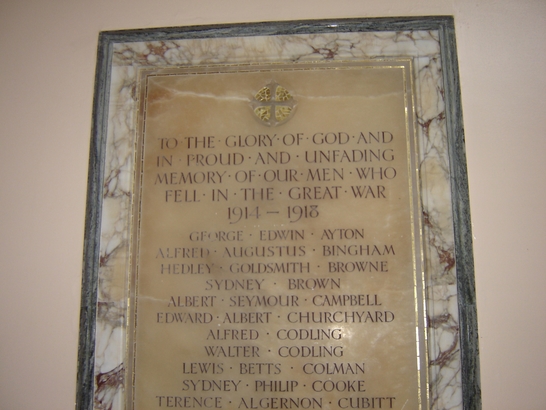 TO · THE · GLORY · OF · GOD · AND
IN · PROUD · AND · UNFADING
MEMORY · OF · OUR · MEN · WHO
FELL · IN · THE · GREAT · WAR
1914 — 1918
GEORGE · EDWIN · AYTON
ALFRED · AUGUSTUS · BINGHAM
HEDLEY · GOLDSMITH · BROWNE
SYDNEY · BROWN
ALBERT · SEYMOUR · CAMPBELL
EDWARD · ALBERT · CHURCHYARD
ALFRED · CODLING
WALTER · CODLING
LEWIS · BETTS · COLMAN
SYDNEY · PHILIP · COOKE
TERENCE · ALGERNON · CUBITT